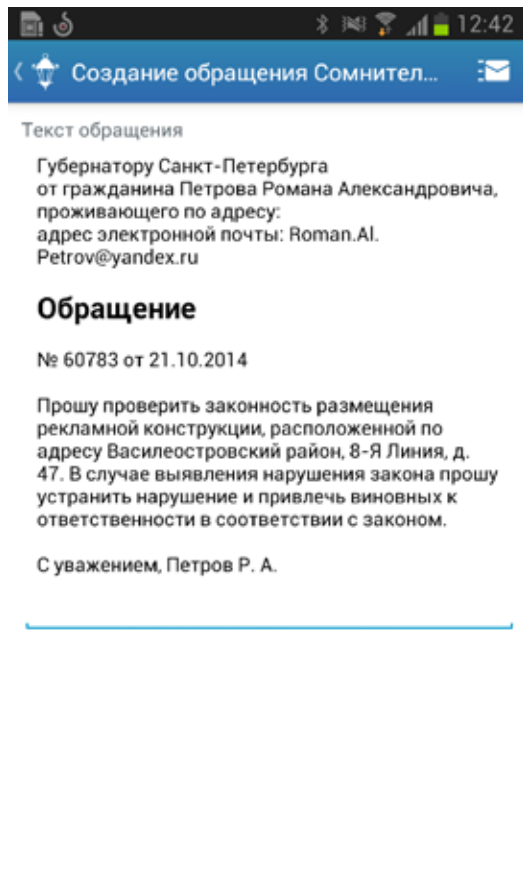 12:42
Создание обращения Сомнител...
Текст обращения
Губернатору Санкт-Петербурга
от гражданина Петрова Романа Александровича,
проживающего по адресу:
адрес электронной почты: Roman.Al.
Petrov@yandex.ru
Обращение
№ 60783 от 21.10.2014
Прошу проверить законность размещения
рекламной конструкции, расположенной по
адресу Василеостровский район, 8-Я Линия, д.
47. В случае выявления нарушения закона прошу
устранить нарушение и привлечь виновных к
ответственности в соответствии с законом.
С уважением, Петров Р. А.